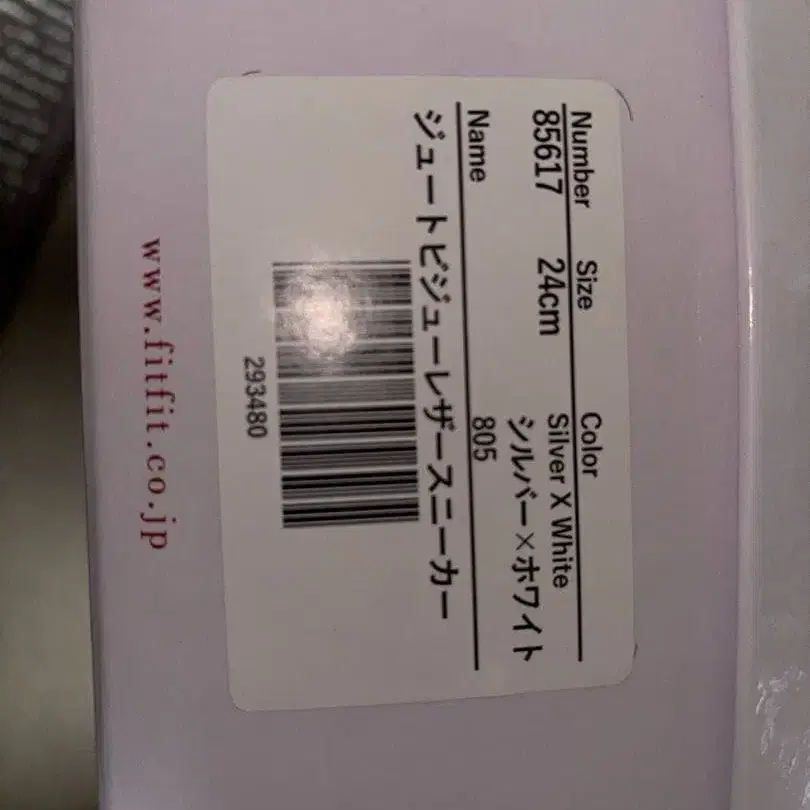 Number Size Color
85617 24cm Silver X White
シルバー×ホワイト
805
Name
ジュートビジューレザースニーカー
293480
www.fitfit.co.jp